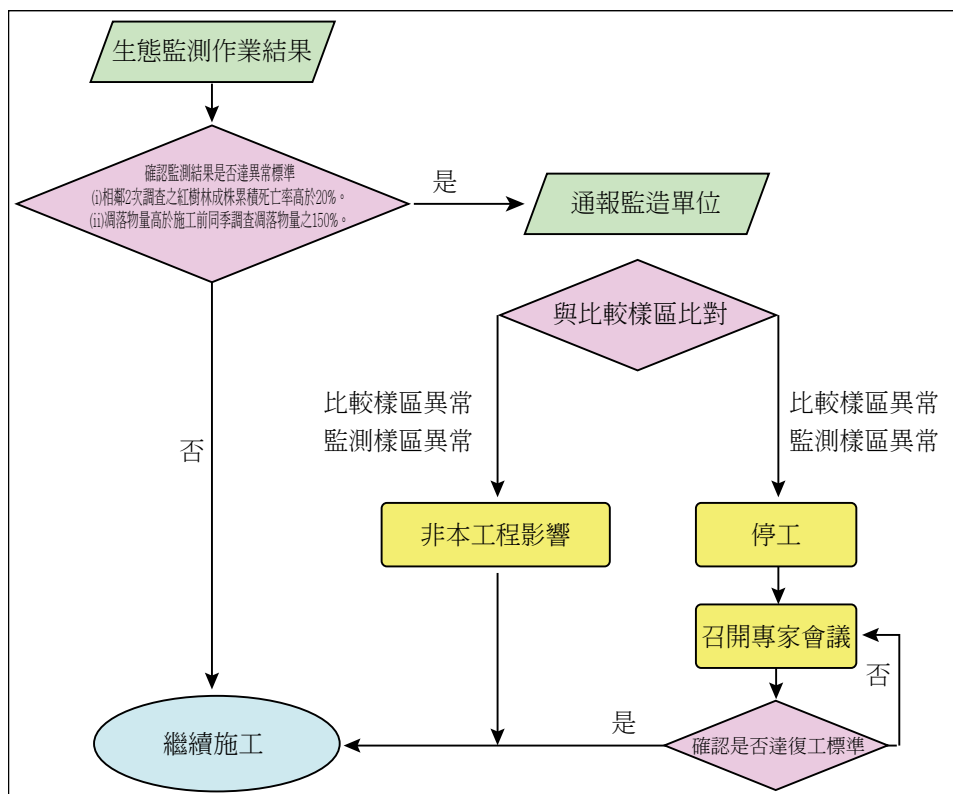 生態監測作業結果
確認監測結果是否達異常標準
(i)相鄰2次調查之紅樹林成株累積死亡率高於20%。
(ii)凋落物量高於施工前同季調查凋落物量之150%。
是
通報監造單位
與比較樣區比對
比較樣區異常
監測樣區異常
比較樣區異常
監測樣區異常
否
非本工程影響
停工
召開專家會議
否
是
確認是否達復工標準
繼續施工